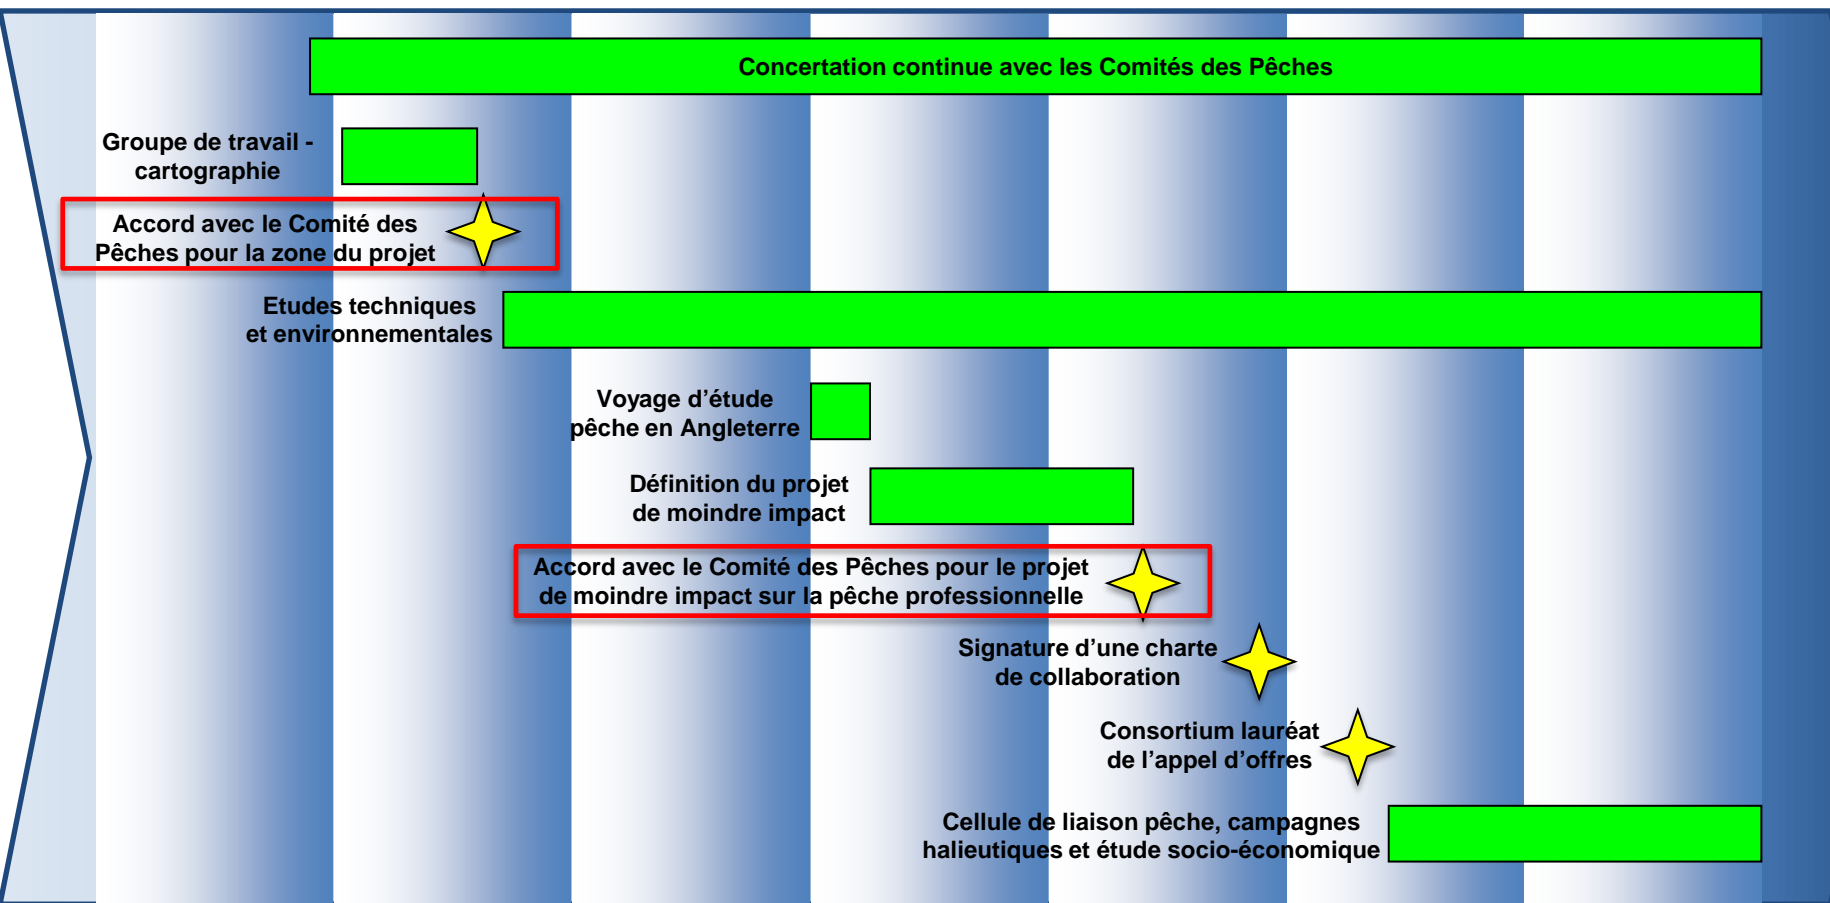 Concertation continue avec les Comités des Pêches
Groupe de travail -
cartographie
Accord avec le Comité des
Pêches pour la zone du projet
Etudes techniques
et environnementales
Voyage d’étude
pêche en Angleterre
Définition du projet
de moindre impact
Accord avec le Comité des Pêches pour le projet
de moindre impact sur la pêche professionnelle
Signature d’une charte
de collaboration
Consortium lauréat
de l’appel d’offres
Cellule de liaison pêche, campagnes
halieutiques et étude socio-économique